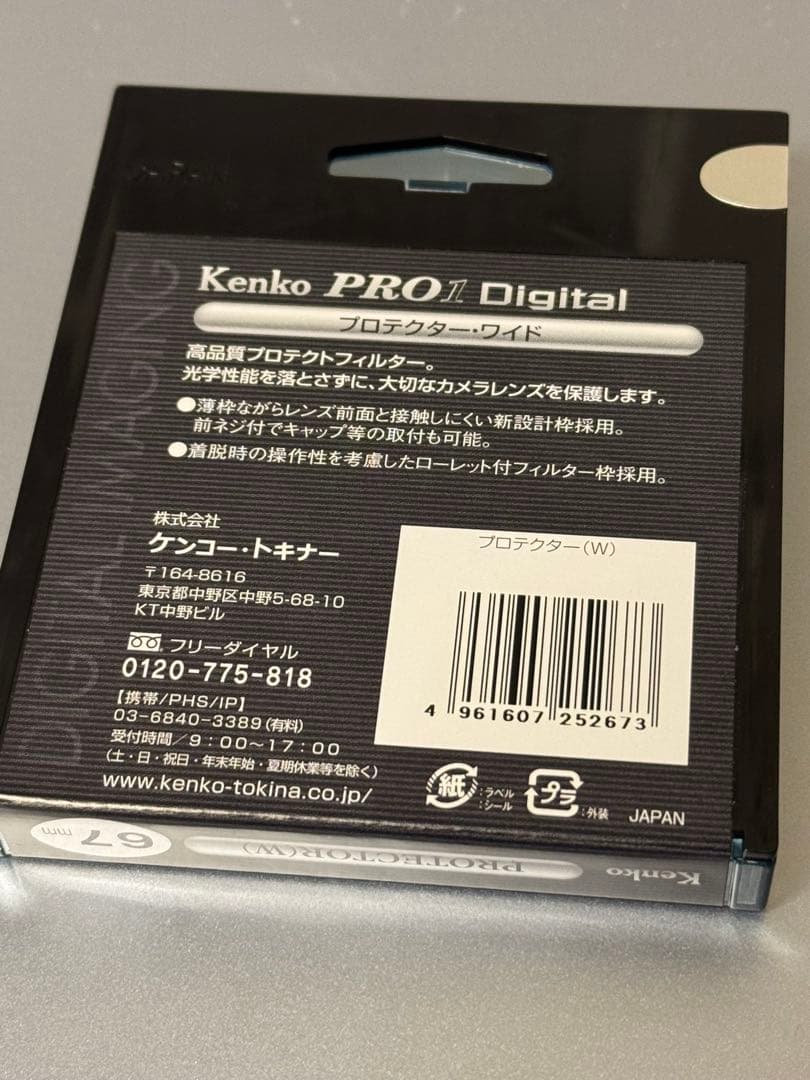 JAPAN
DIGITAL IMAGING
Kenko PRO1 Digital
プロテクター・ワイド
高品質プロテクトフィルター。
光学性能を落とさずに、大切なカメラレンズを保護します。
●薄枠ながらレンズ前面と接触しにくい新設計枠採用。
前ネジ付でキャップ等の取付も可能。
●着脱時の操作性を考慮したローレット付フィルター枠採用。
株式会社
ケンコー・トキナー
〒164-8616
東京都中野区中野5-68-10
KT中野ビル
フリーダイヤル
0120-775-818
【携帯/PHS/IP】
03-6840-3389(有料)
受付時間/9:00〜17:00
(土・日・祝日・年末年始・夏期休業等を除く)
www.kenko-tokina.co.jp/
プロテクター(W)
4 961607 252673
紙 :ラベル
:シール
プラ :外装
JAPAN
67mm
PROTECTOR(W)
Kenko